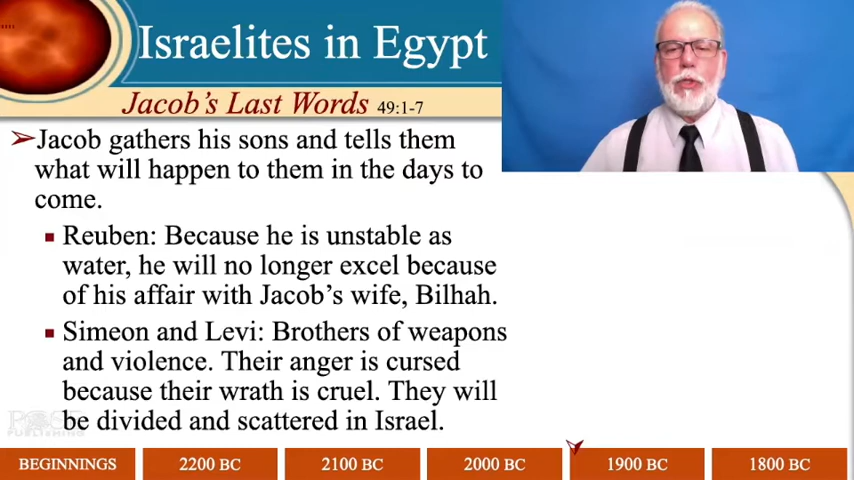 Israelites in Egypt
Jacob's Last Words 49:1-7
➢Jacob gathers his sons and tells them
what will happen to them in the days to
come.
▪ Reuben: Because he is unstable as
water, he will no longer excel because
of his affair with Jacob's wife, Bilhah.
▪ Simeon and Levi: Brothers of weapons
and violence. Their anger is cursed
because their wrath is cruel. They will
be divided and scattered in Israel.
PUBLISHING
BEGINNINGS 2200 BC 2100 BC 2000 BC 1900 BC 1800 BC